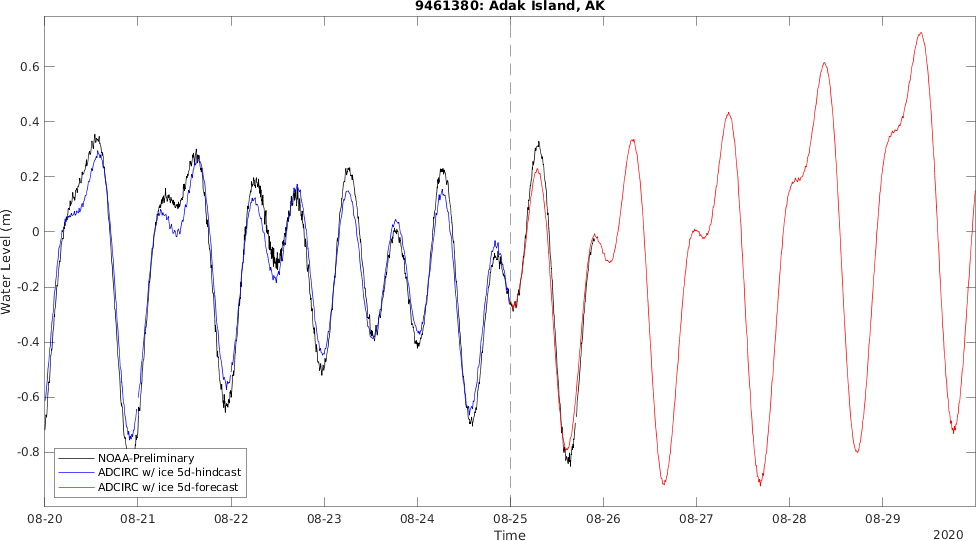 9461380: Adak Island, AK
Water Level (m)
0.6
0.4
0.2
0
-0.2
-0.4
-0.6
-0.8
NOAA-Preliminary
ADCIRC w/ ice 5d-hindcast
ADCIRC w/ ice 5d-forecast
08-20 08-21 08-22 08-23 08-24 08-25 08-26 08-27 08-28 08-29
Time
2020